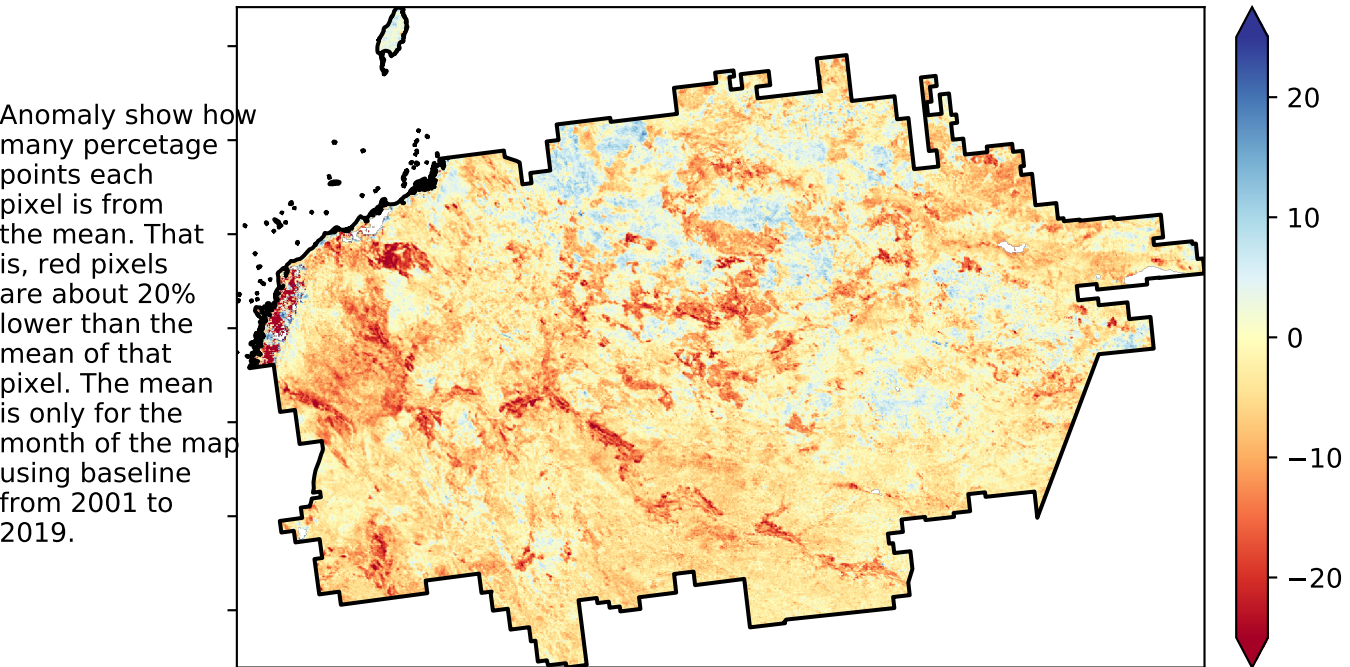 Anomaly show how
many percetage
points each
pixel is from
the mean. That
is, red pixels
are about 20%
lower than the
mean of that
pixel. The mean
is only for the
month of the map
using baseline
from 2001 to
2019.
20
10
0
−10
−20